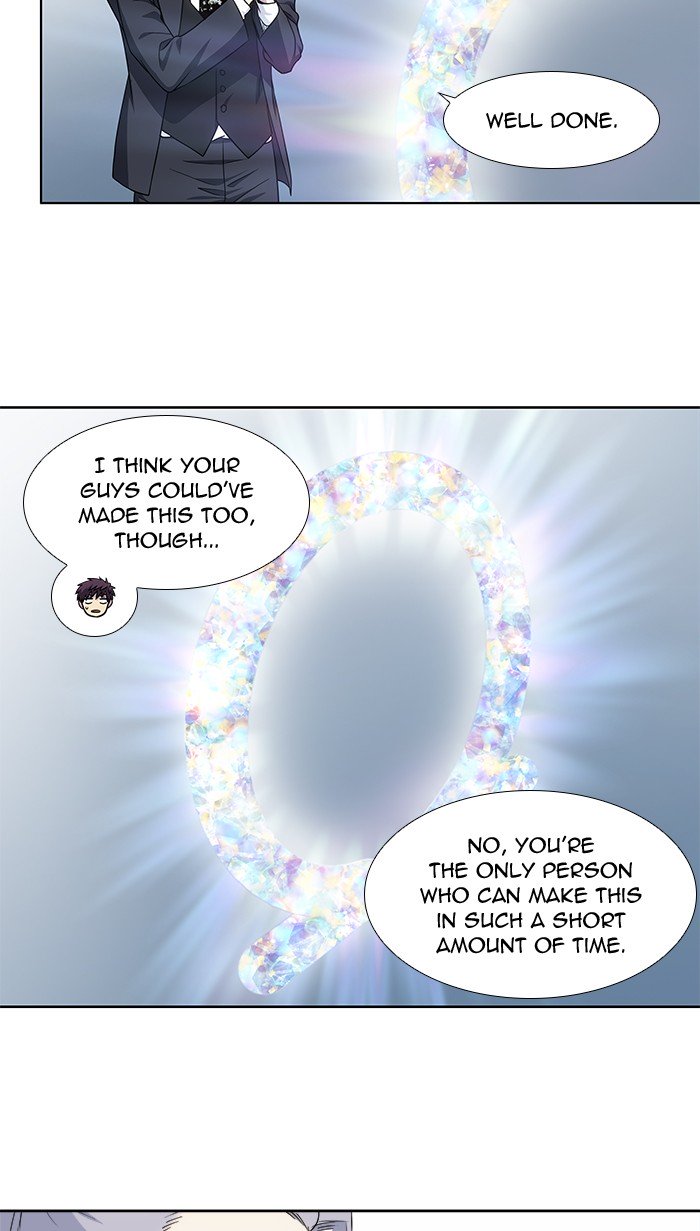 WELL DONE.
I THINK YOUR
GUYS COULD'VE
MADE THIS TOO,
THOUGH...
NO, YOU'RE
THE ONLY PERSON
WHO CAN MAKE THIS
IN SUCH A SHORT
AMOUNT OF TIME.